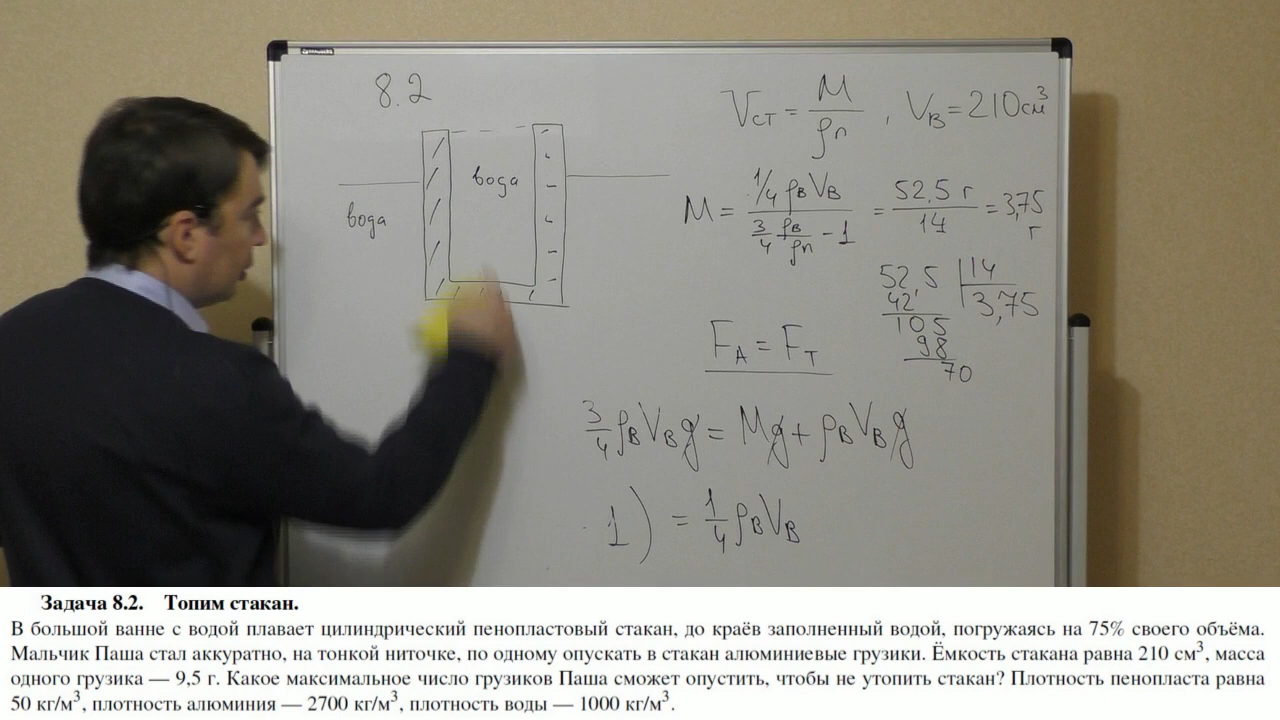 8.2
вода
вода
Vст = M / ρп , Vв = 210 см³
M = (1/4 ρв Vв) / (3/4 ρв/ρп - 1) = 52,5 г / 14 = 3,75 г
52,5 | 14
42 3,75
105
98
70
FА = FТ
3/4 ρв Vв g = Mg + ρв Vв g
1) = 1/4 ρв Vв
Задача 8.2. Топим стакан.
В большой ванне с водой плавает цилиндрический пенопластовый стакан, до краёв заполненный водой, погружаясь на 75% своего объёма.
Мальчик Паша стал аккуратно, на тонкой ниточке, по одному опускать в стакан алюминиевые грузики. Ёмкость стакана равна 210 см³, масса
одного грузика — 9,5 г. Какое максимальное число грузиков Паша сможет опустить, чтобы не утопить стакан? Плотность пенопласта равна
50 кг/м³, плотность алюминия — 2700 кг/м³, плотность воды — 1000 кг/м³.